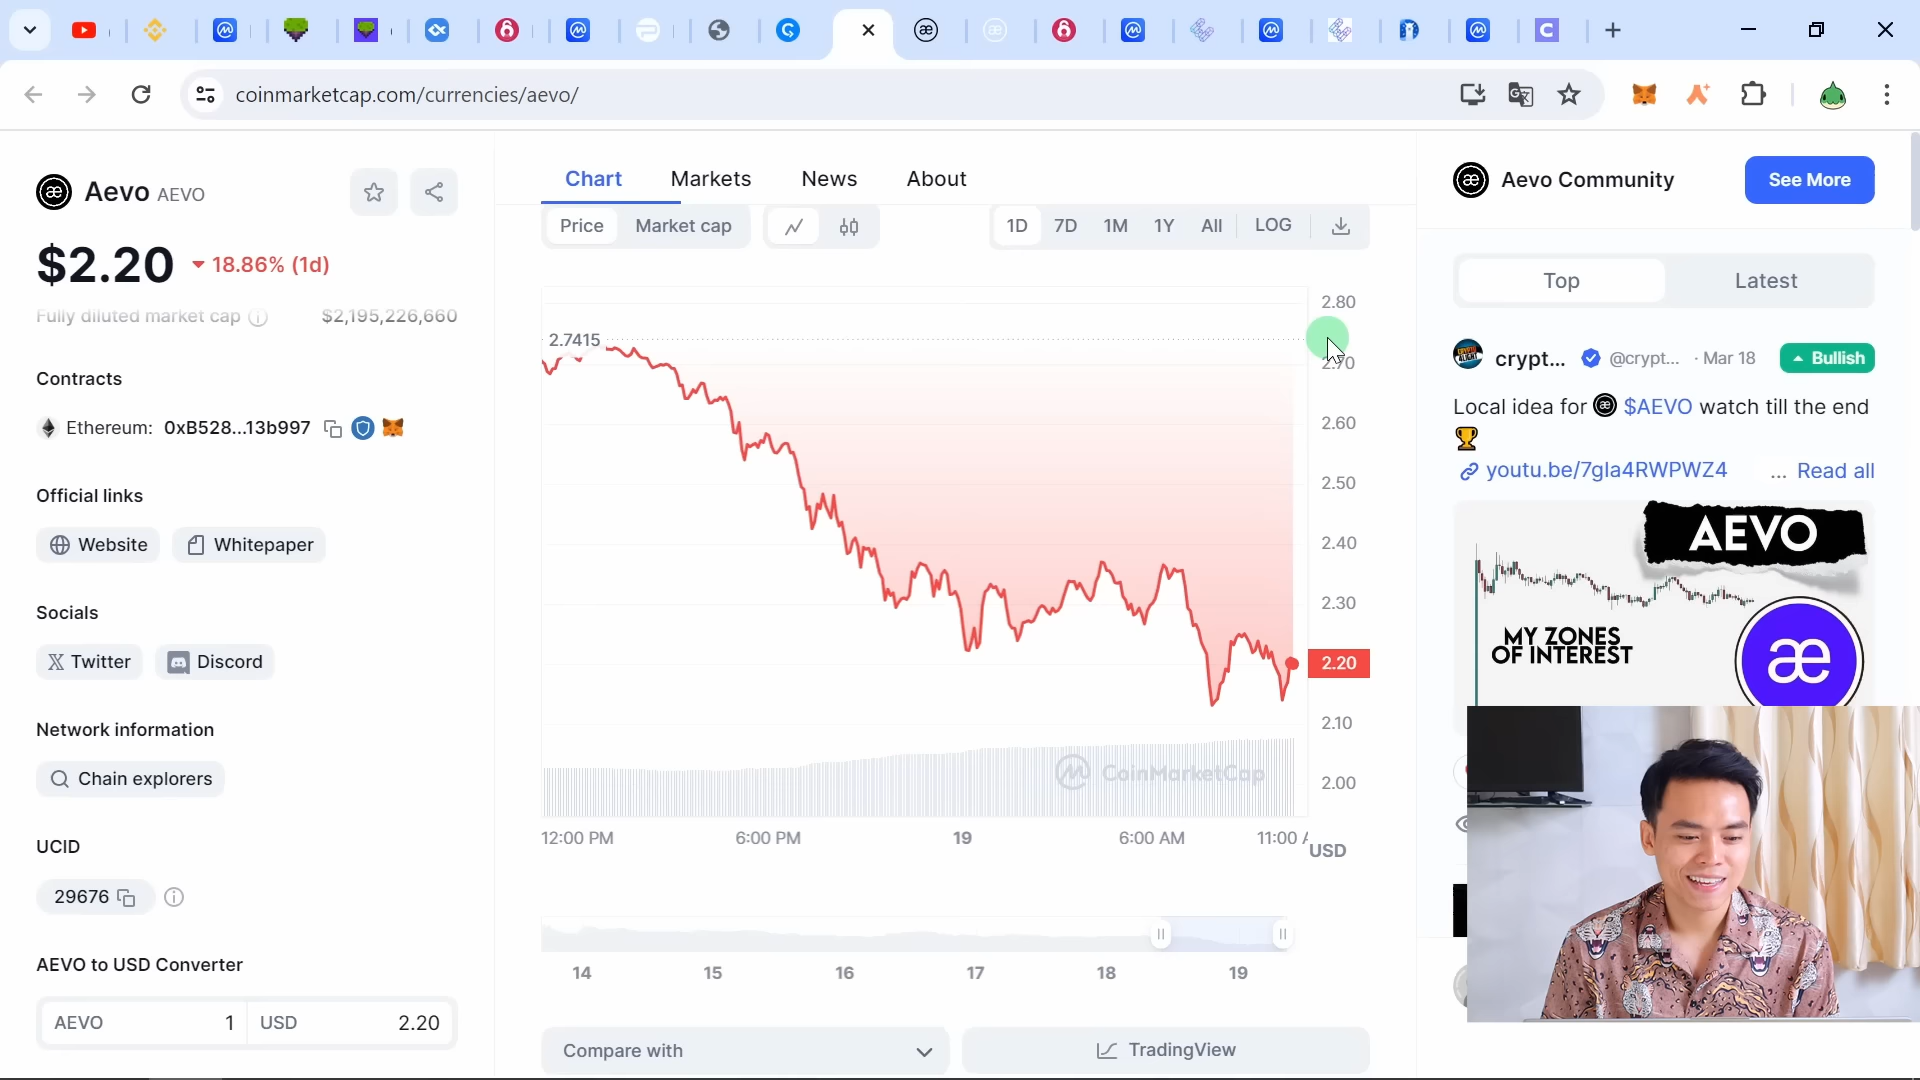 coinmarketcap.com/currencies/aevo/
Aevo AEVO
$2.20
18.86% (1d)
Fully diluted market cap
$2,195,226,660
Contracts
Ethereum: 0xB528...13b997
Official links
Website
Whitepaper
Socials
Twitter
Discord
Network information
Chain explorers
UCID
29676
AEVO to USD Converter
AEVO 1
USD 2.20
Chart
Markets
News
About
Price
Market cap
1D
7D
1M
1Y
All
LOG
2.7415
2.80
2.70
2.60
2.50
2.40
2.30
2.20
2.10
2.00
CoinMarketCap
12:00 PM
6:00 PM
19
6:00 AM
11:00 A
USD
14
15
16
17
18
19
Compare with
TradingView
Aevo Community
See More
Top
Latest
crypt...
@crypt...
· Mar 18
Bullish
Local idea for $AEVO watch till the end
youtu.be/7gla4RWPWZ4
... Read all
AEVO
MY ZONES
OF INTEREST
æ